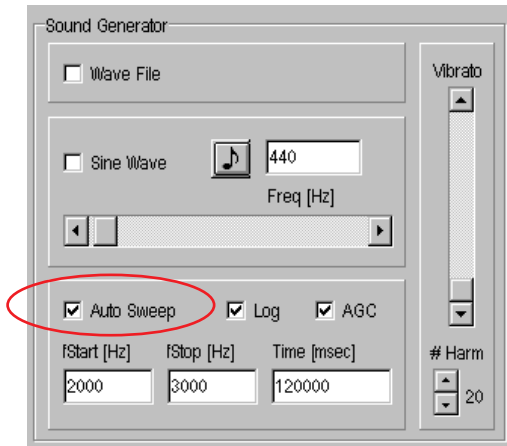 Sound Generator
Wave File
Vibrato
Sine Wave
440
Freq [Hz]
Auto Sweep
Log
AGC
fStart [Hz]
fStop [Hz]
Time [msec]
# Harm
2000
3000
120000
20